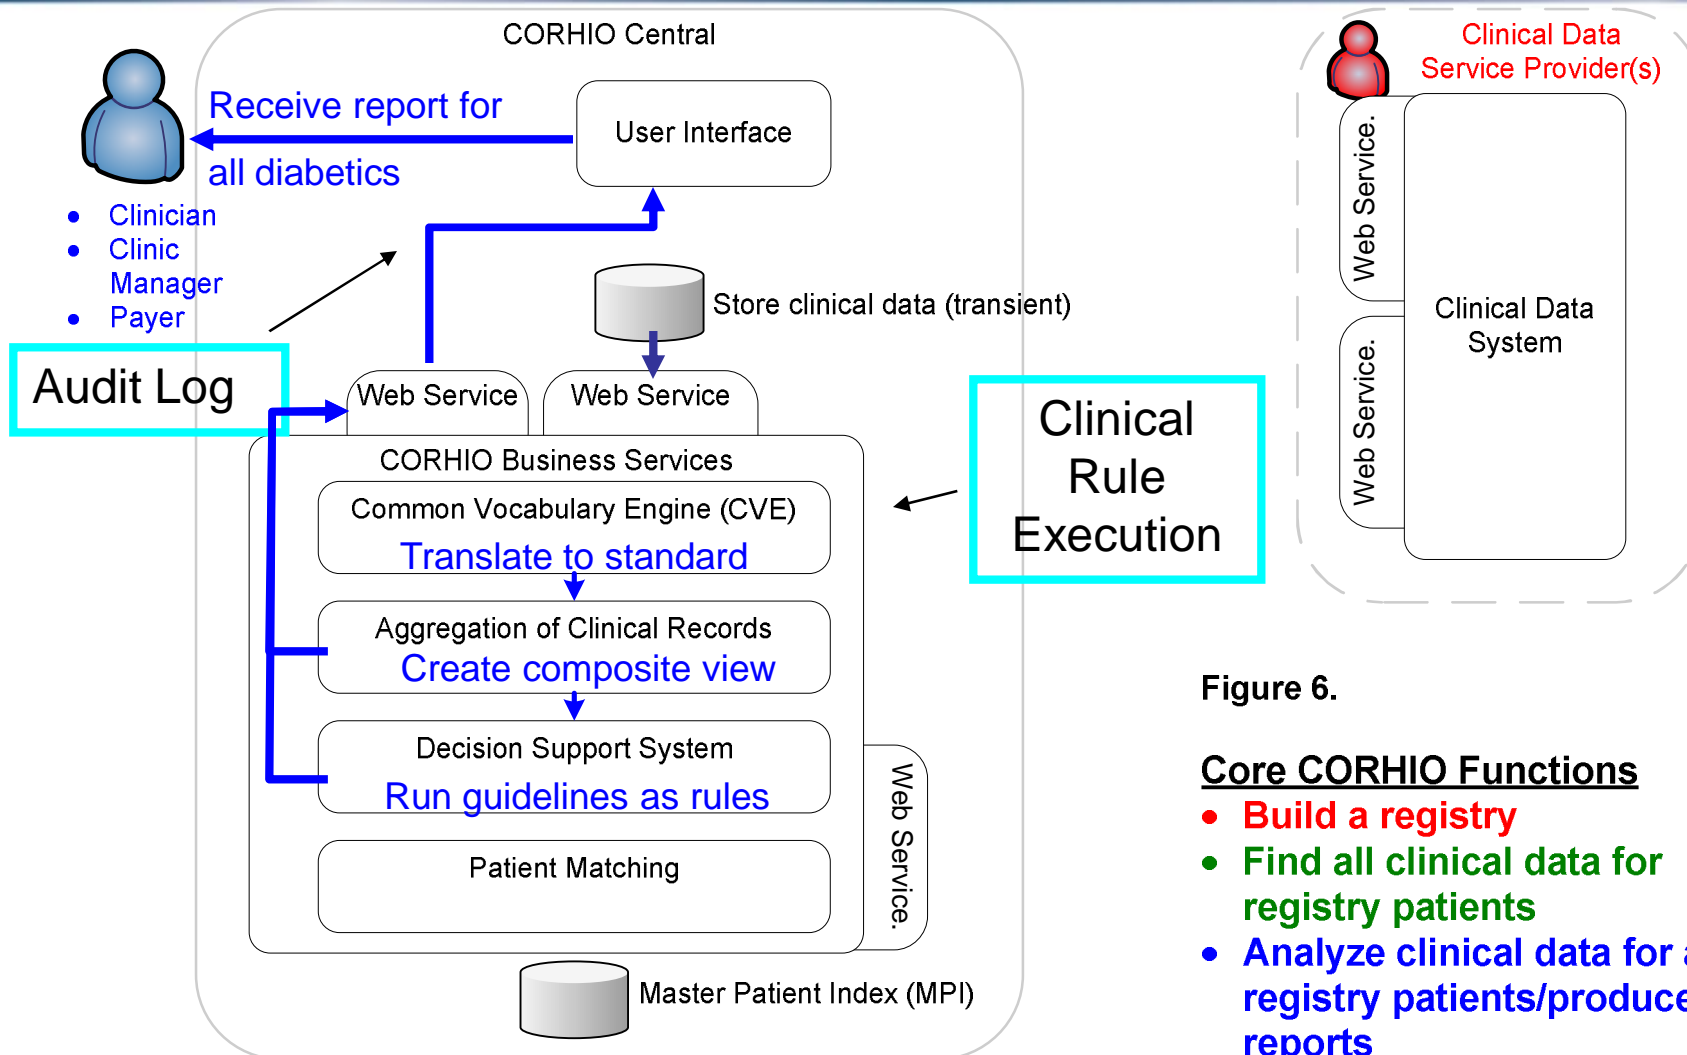 CORHIO Central
Clinical Data
Service Provider(s)
Receive report for
all diabetics
User Interface
• Clinician
• Clinic
Manager
• Payer
Store clinical data (transient)
Web Service.
Web Service.
Clinical Data
System
Audit Log
Web Service
Web Service
Clinical
Rule
Execution
CORHIO Business Services
Common Vocabulary Engine (CVE)
Translate to standard
Aggregation of Clinical Records
Create composite view
Decision Support System
Run guidelines as rules
Patient Matching
Web Service.
Master Patient Index (MPI)
Figure 6.
Core CORHIO Functions
• Build a registry
• Find all clinical data for
registry patients
• Analyze clinical data for a
registry patients/produce
reports